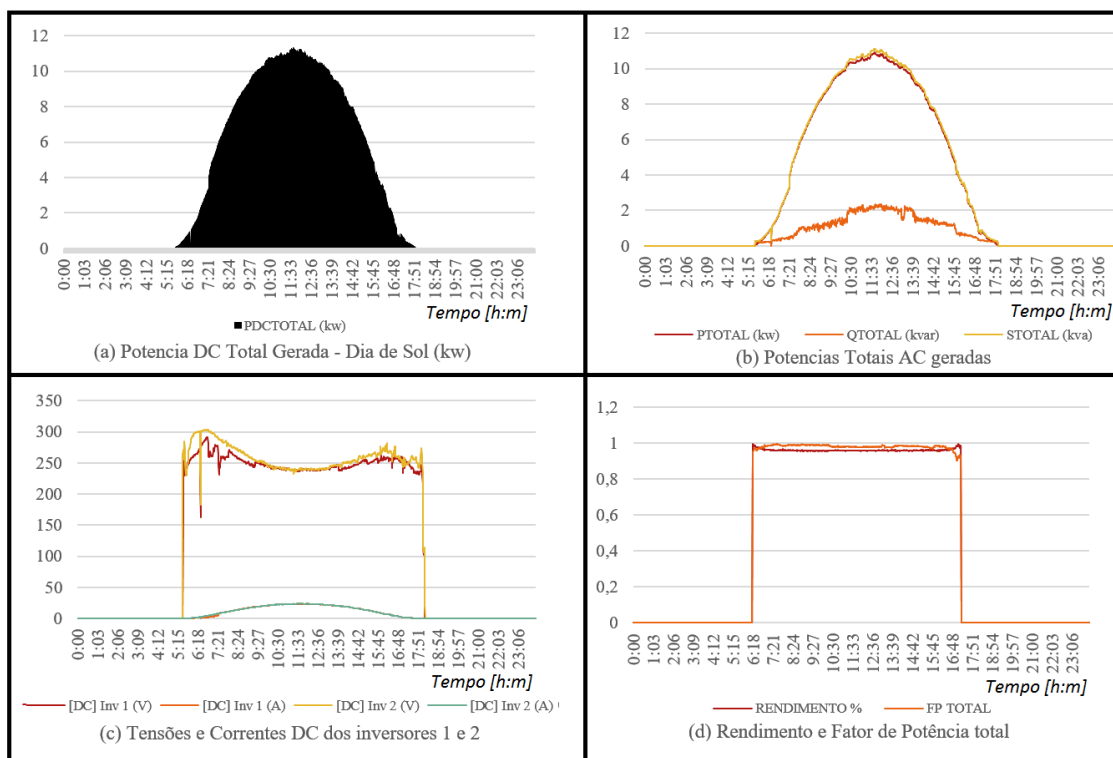 12
10
8
6
4
2
0
0:00 1:03 2:06 3:09 4:12 5:15 6:18 7:21 8:24 9:27 10:30 11:33 12:36 13:39 14:42 15:45 16:48 17:51 18:54 19:57 21:00 22:03 23:06
Tempo [h:m]
PDCTOTAL (kw)
(a) Potencia DC Total Gerada - Dia de Sol (kw)
12
10
8
6
4
2
0
0:00 1:03 2:06 3:09 4:12 5:15 6:18 7:21 8:24 9:27 10:30 11:33 12:36 13:39 14:42 15:45 16:48 17:51 18:54 19:57 21:00 22:03 23:06
Tempo [h:m]
PTOTAL (kw) QTOTAL (kvar) STOTAL (kva)
(b) Potencias Totais AC geradas
350
300
250
200
150
100
50
0
0:00 1:03 2:06 3:09 4:12 5:15 6:18 7:21 8:24 9:27 10:30 11:33 12:36 13:39 14:42 15:45 16:48 17:51 18:54 19:57 21:00 22:03 23:06
Tempo [h:m]
[DC] Inv 1 (V) [DC] Inv 1 (A) [DC] Inv 2 (V) [DC] Inv 2 (A)
(c) Tensões e Correntes DC dos inversores 1 e 2
1,2
1
0,8
0,6
0,4
0,2
0
0:00 1:03 2:06 3:09 4:12 5:15 6:18 7:21 8:24 9:27 10:30 11:33 12:36 13:39 14:42 15:45 16:48 17:51 18:54 19:57 21:00 22:03 23:06
Tempo [h:m]
RENDIMENTO % FP TOTAL
(d) Rendimento e Fator de Potência total